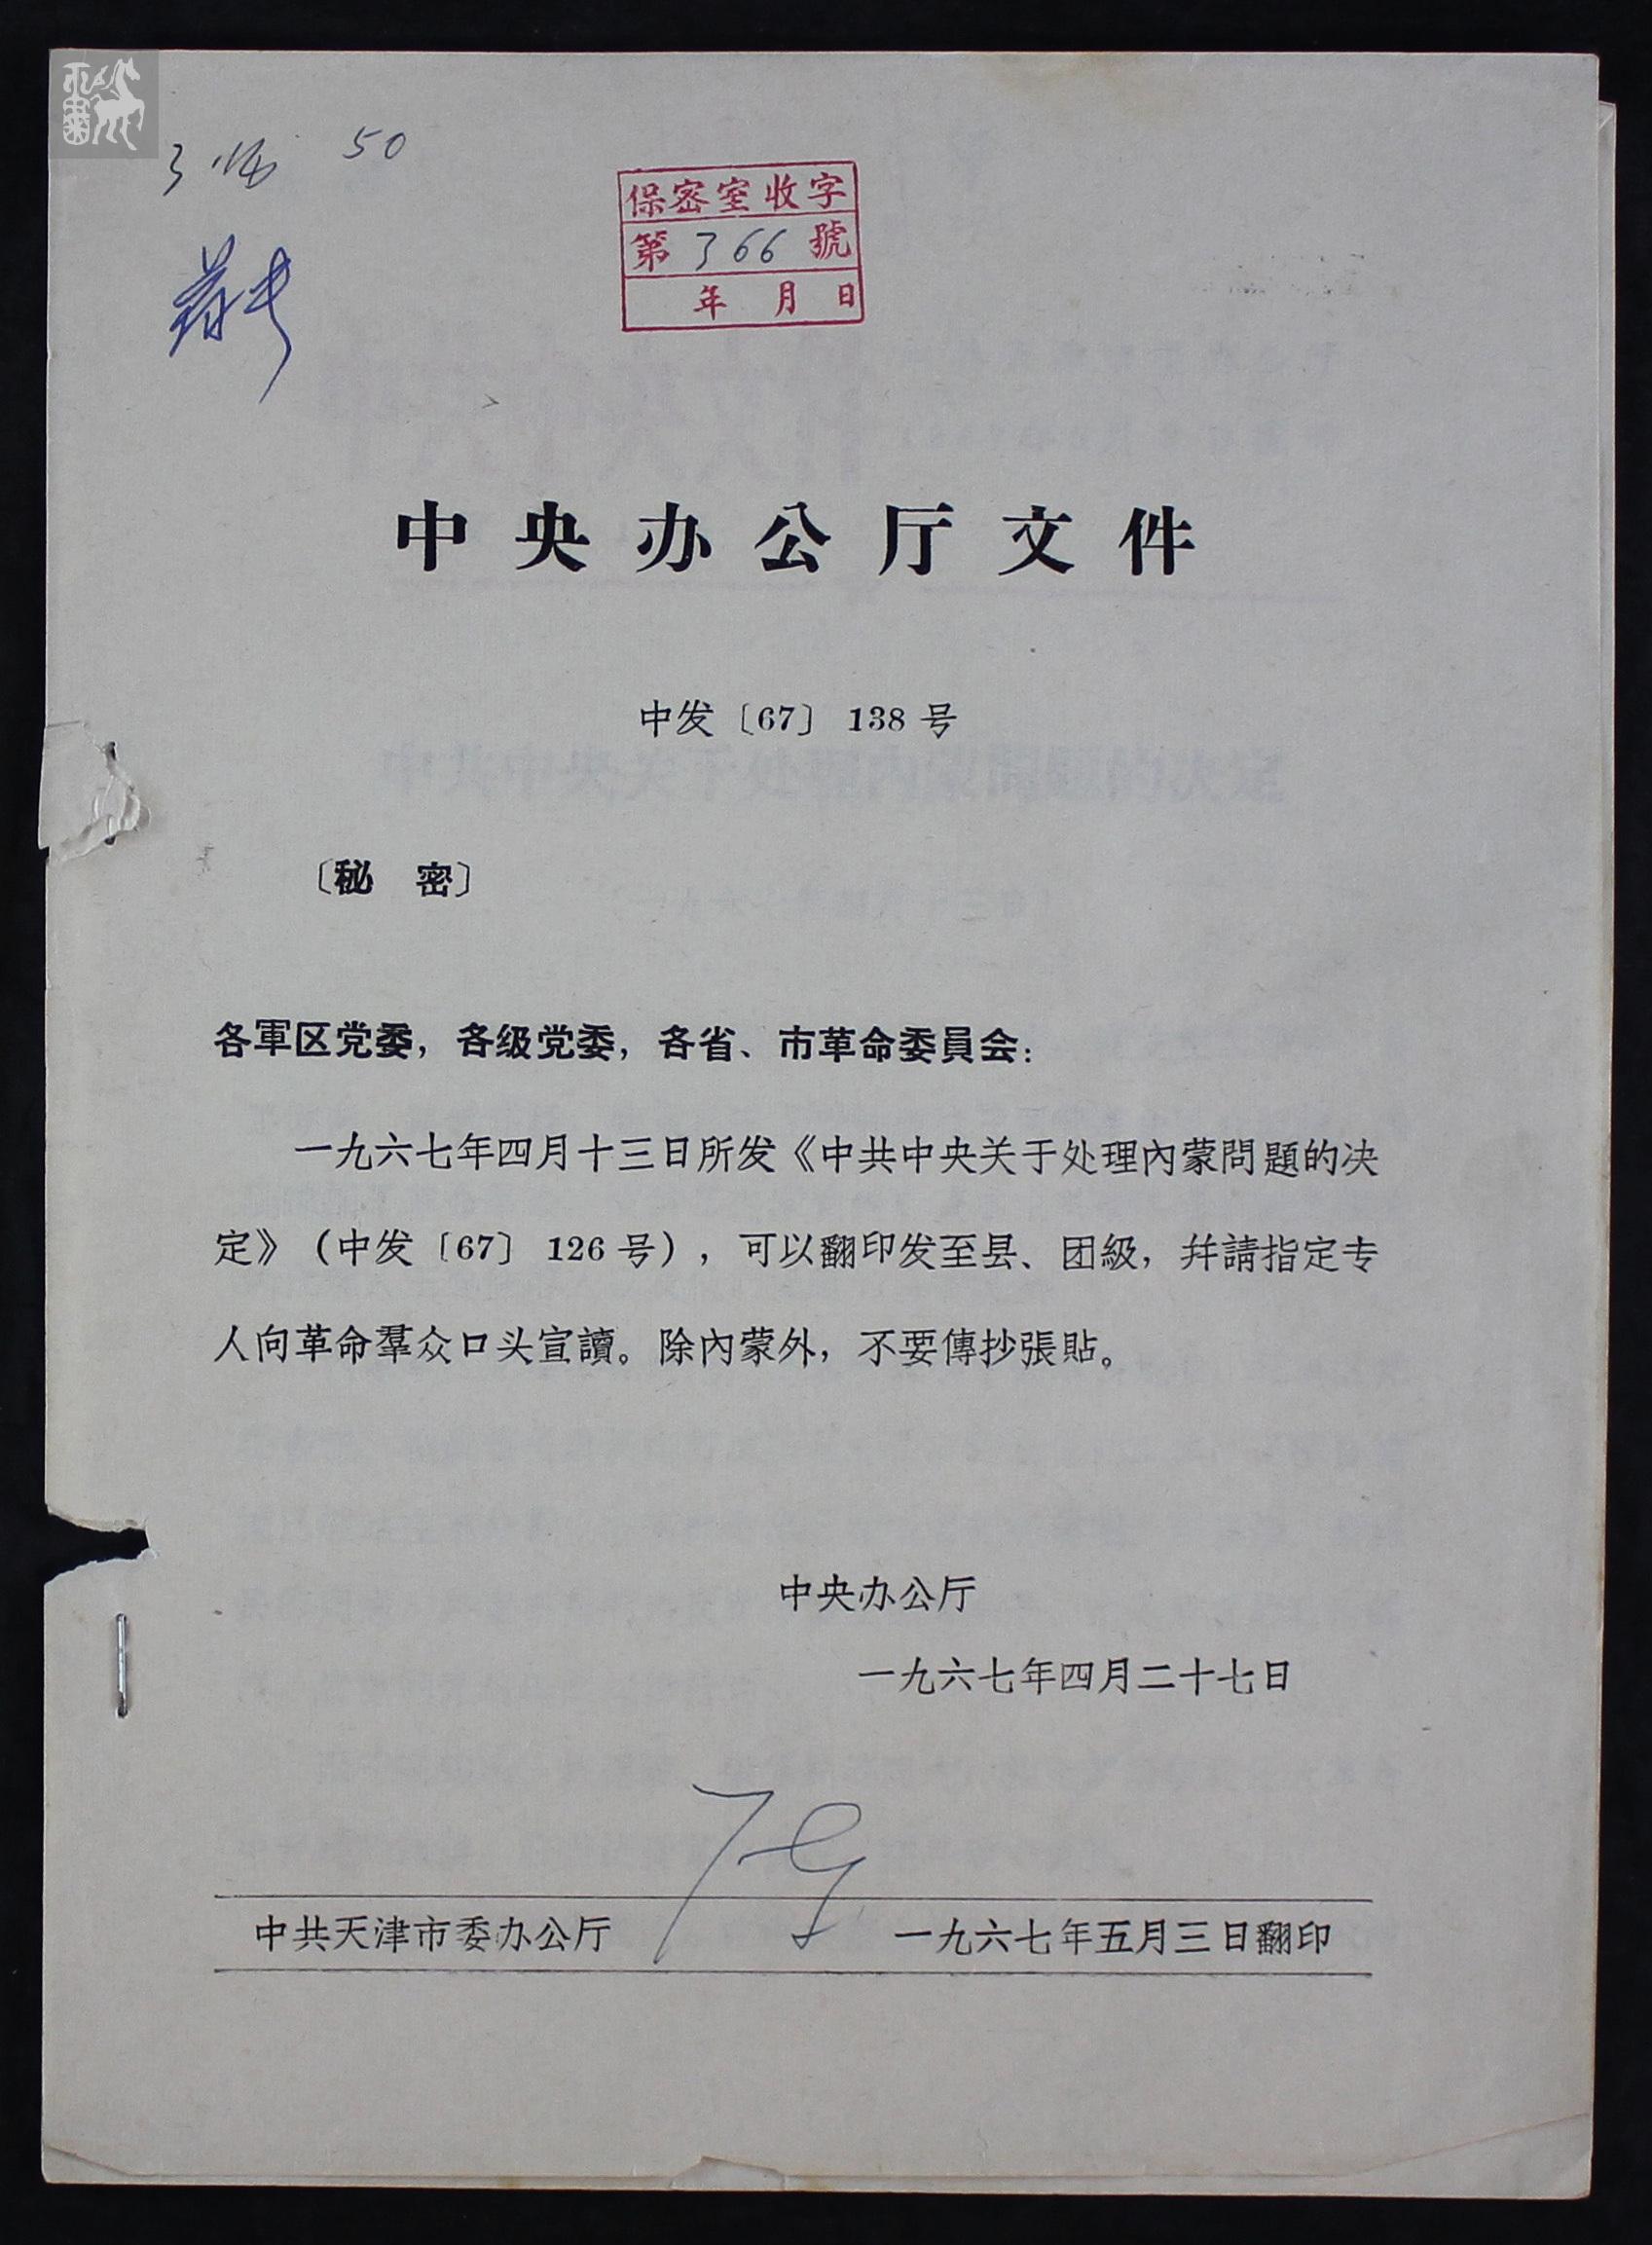 50
保密室收字
第 366 號
年 月 日
中央办公厅文件
中发〔67〕138号
〔秘 密〕
各軍区党委，各级党委，各省、市革命委員会：
一九六七年四月十三日所发《中共中央关于处理內蒙問題的决
定》（中发〔67〕126号），可以翻印发至县、团級，幷請指定专
人向革命羣众口头宣讀。除內蒙外，不要傳抄張貼。
中央办公厅
一九六七年四月二十七日
中共天津市委办公厅 一九六七年五月三日翻印